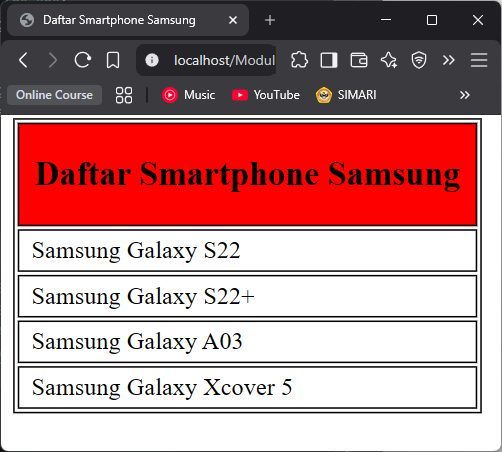 Daftar Smartphone Samsung
localhost/Modul
Online Course
Music
YouTube
SIMARI
Daftar Smartphone Samsung
Samsung Galaxy S22
Samsung Galaxy S22+
Samsung Galaxy A03
Samsung Galaxy Xcover 5